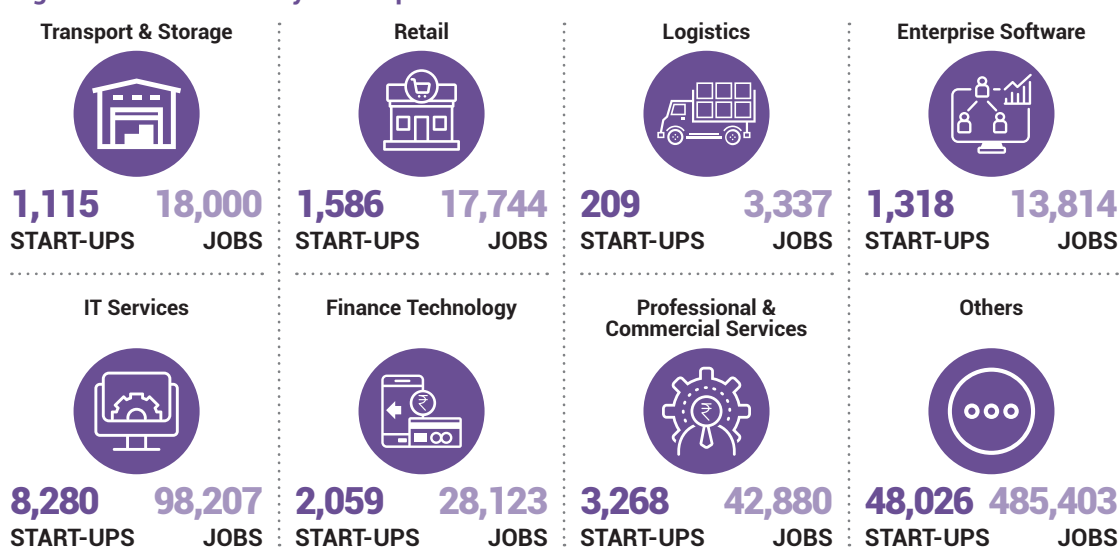 Transport & Storage
1,115 18,000
START-UPS JOBS
Retail
1,586 17,744
START-UPS JOBS
Logistics
209 3,337
START-UPS JOBS
Enterprise Software
1,318 13,814
START-UPS JOBS
IT Services
8,280 98,207
START-UPS JOBS
Finance Technology
₹
2,059 28,123
START-UPS JOBS
Professional &
Commercial Services
₹
3,268 42,880
START-UPS JOBS
Others
48,026 485,403
START-UPS JOBS